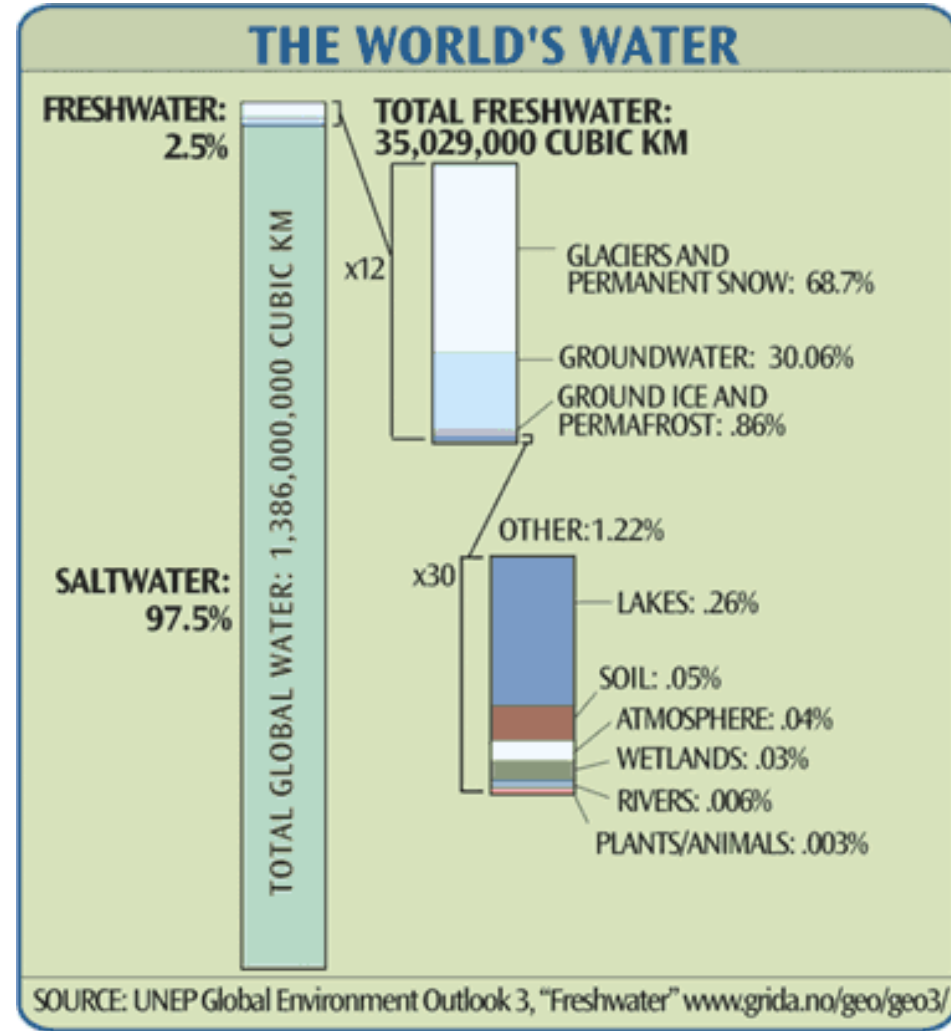 THE WORLD'S WATER
FRESHWATER:
2.5%
TOTAL FRESHWATER:
35,029,000 CUBIC KM
x12
GLACIERS AND
PERMANENT SNOW: 68.7%
GROUNDWATER: 30.06%
GROUND ICE AND
PERMAFROST: .86%
TOTAL GLOBAL WATER: 1,386,000,000 CUBIC KM
SALTWATER:
97.5%
OTHER:1.22%
x30
LAKES: .26%
SOIL: .05%
ATMOSPHERE: .04%
WETLANDS: .03%
RIVERS: .006%
PLANTS/ANIMALS: .003%
SOURCE: UNEP Global Environment Outlook 3, “Freshwater” www.grida.no/geo/geo3/